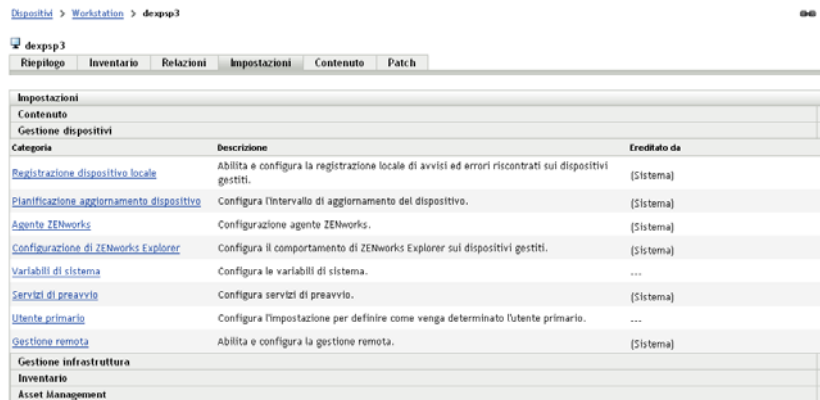 Dispositivi > Workstation > dexpsp3
dexpsp3
Riepilogo Inventario Relazioni Impostazioni Contenuto Patch
Impostazioni
Contenuto
Gestione dispositivi
Categoria Descrizione Ereditato da
Registrazione dispositivo locale Abilita e configura la registrazione locale di avvisi ed errori riscontrati sui dispositivi gestiti. (Sistema)
Pianificazione aggiornamento dispositivo Configura l'intervallo di aggiornamento del dispositivo. (Sistema)
Agente ZENworks Configurazione agente ZENworks. (Sistema)
Configurazione di ZENworks Explorer Configura il comportamento di ZENworks Explorer sui dispositivi gestiti. (Sistema)
Variabili di sistema Configura le variabili di sistema. ---
Servizi di preavvio Configura servizi di preavvio. (Sistema)
Utente primario Configura l'impostazione per definire come venga determinato l'utente primario. ---
Gestione remota Abilita e configura la gestione remota. (Sistema)
Gestione infrastruttura
Inventario
Asset Management